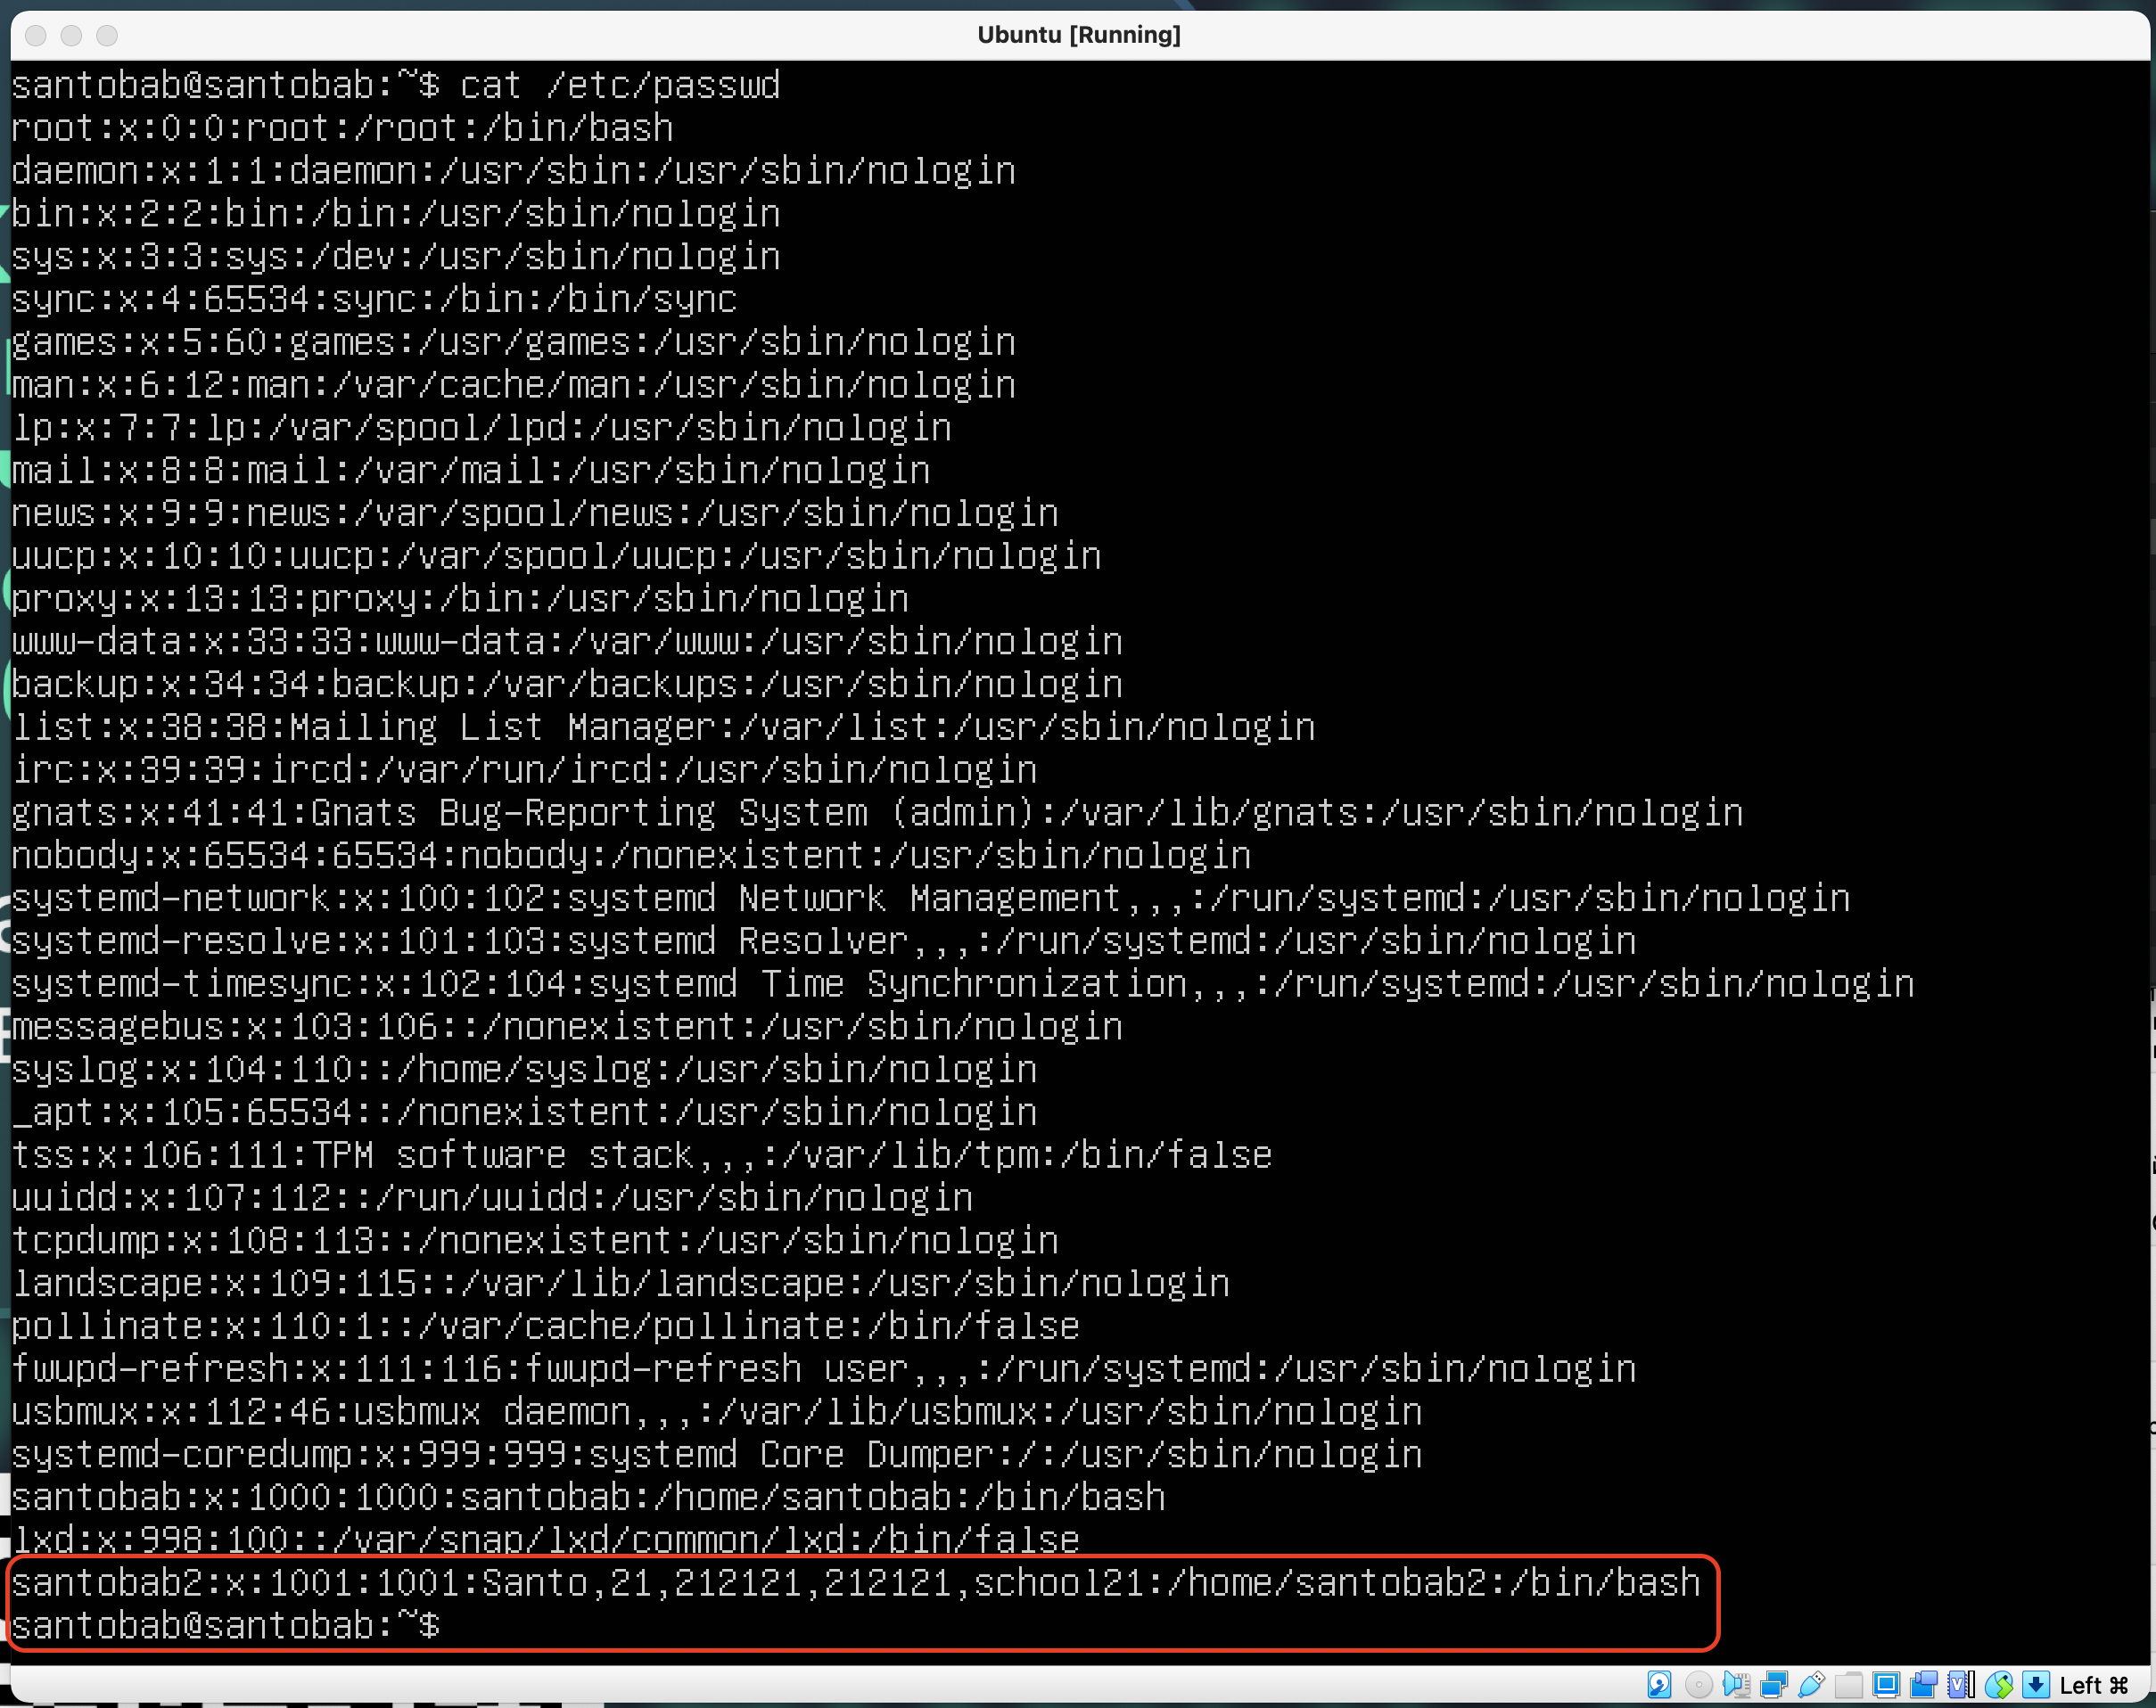 Ubuntu [Running]
santobab@santobab:~$ cat /etc/passwd
root:x:0:0:root:/root:/bin/bash
daemon:x:1:1:daemon:/usr/sbin:/usr/sbin/nologin
bin:x:2:2:bin:/bin:/usr/sbin/nologin
sys:x:3:3:sys:/dev:/usr/sbin/nologin
sync:x:4:65534:sync:/bin:/bin/sync
games:x:5:60:games:/usr/games:/usr/sbin/nologin
man:x:6:12:man:/var/cache/man:/usr/sbin/nologin
lp:x:7:7:lp:/var/spool/lpd:/usr/sbin/nologin
mail:x:8:8:mail:/var/mail:/usr/sbin/nologin
news:x:9:9:news:/var/spool/news:/usr/sbin/nologin
uucp:x:10:10:uucp:/var/spool/uucp:/usr/sbin/nologin
proxy:x:13:13:proxy:/bin:/usr/sbin/nologin
www-data:x:33:33:www-data:/var/www:/usr/sbin/nologin
backup:x:34:34:backup:/var/backups:/usr/sbin/nologin
list:x:38:38:Mailing List Manager:/var/list:/usr/sbin/nologin
irc:x:39:39:ircd:/var/run/ircd:/usr/sbin/nologin
gnats:x:41:41:Gnats Bug-Reporting System (admin):/var/lib/gnats:/usr/sbin/nologin
nobody:x:65534:65534:nobody:/nonexistent:/usr/sbin/nologin
systemd-network:x:100:102:systemd Network Management,,,:/run/systemd:/usr/sbin/nologin
systemd-resolve:x:101:103:systemd Resolver,,,:/run/systemd:/usr/sbin/nologin
systemd-timesync:x:102:104:systemd Time Synchronization,,,:/run/systemd:/usr/sbin/nologin
messagebus:x:103:106::/nonexistent:/usr/sbin/nologin
syslog:x:104:110::/home/syslog:/usr/sbin/nologin
_apt:x:105:65534::/nonexistent:/usr/sbin/nologin
tss:x:106:111:TPM software stack,,,:/var/lib/tpm:/bin/false
uuidd:x:107:112::/run/uuidd:/usr/sbin/nologin
tcpdump:x:108:113::/nonexistent:/usr/sbin/nologin
landscape:x:109:115::/var/lib/landscape:/usr/sbin/nologin
pollinate:x:110:1::/var/cache/pollinate:/bin/false
fwupd-refresh:x:111:116:fwupd-refresh user,,,:/run/systemd:/usr/sbin/nologin
usbmux:x:112:46:usbmux daemon,,,:/var/lib/usbmux:/usr/sbin/nologin
systemd-coredump:x:999:999:systemd Core Dumper:/:/usr/sbin/nologin
santobab:x:1000:1000:santobab:/home/santobab:/bin/bash
lxd:x:998:100::/var/snap/lxd/common/lxd:/bin/false
santobab2:x:1001:1001:Santo,21,212121,212121,school21:/home/santobab2:/bin/bash
santobab@santobab:~$
Left ⌘